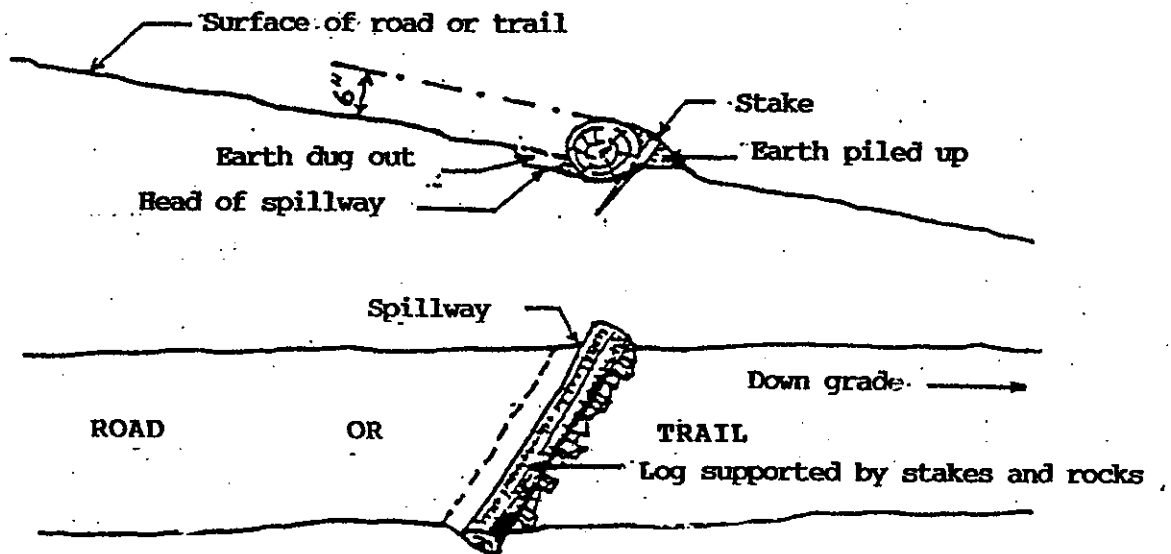 Surface of road or trail
6"
Stake
Earth dug out
Earth piled up
Head of spillway
Spillway
Down grade
ROAD OR TRAIL
Log supported by stakes and rocks